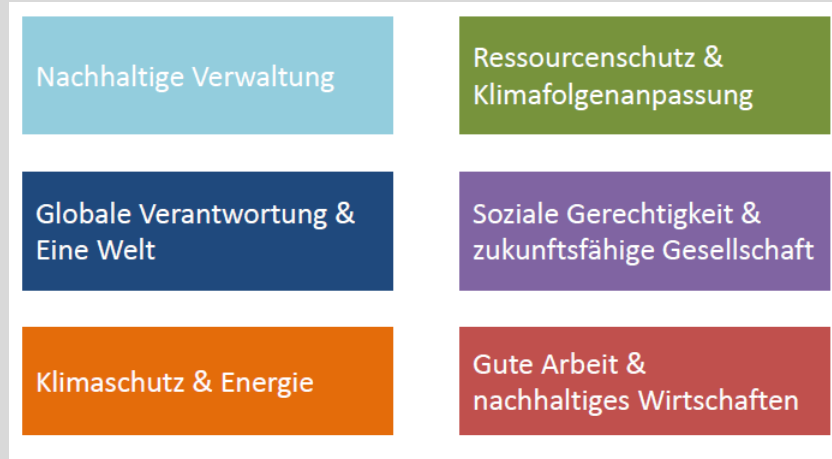 Nachhaltige Verwaltung
Ressourcenschutz &
Klimafolgenanpassung
Globale Verantwortung &
Eine Welt
Soziale Gerechtigkeit &
zukunftsfähige Gesellschaft
Klimaschutz & Energie
Gute Arbeit &
nachhaltiges Wirtschaften